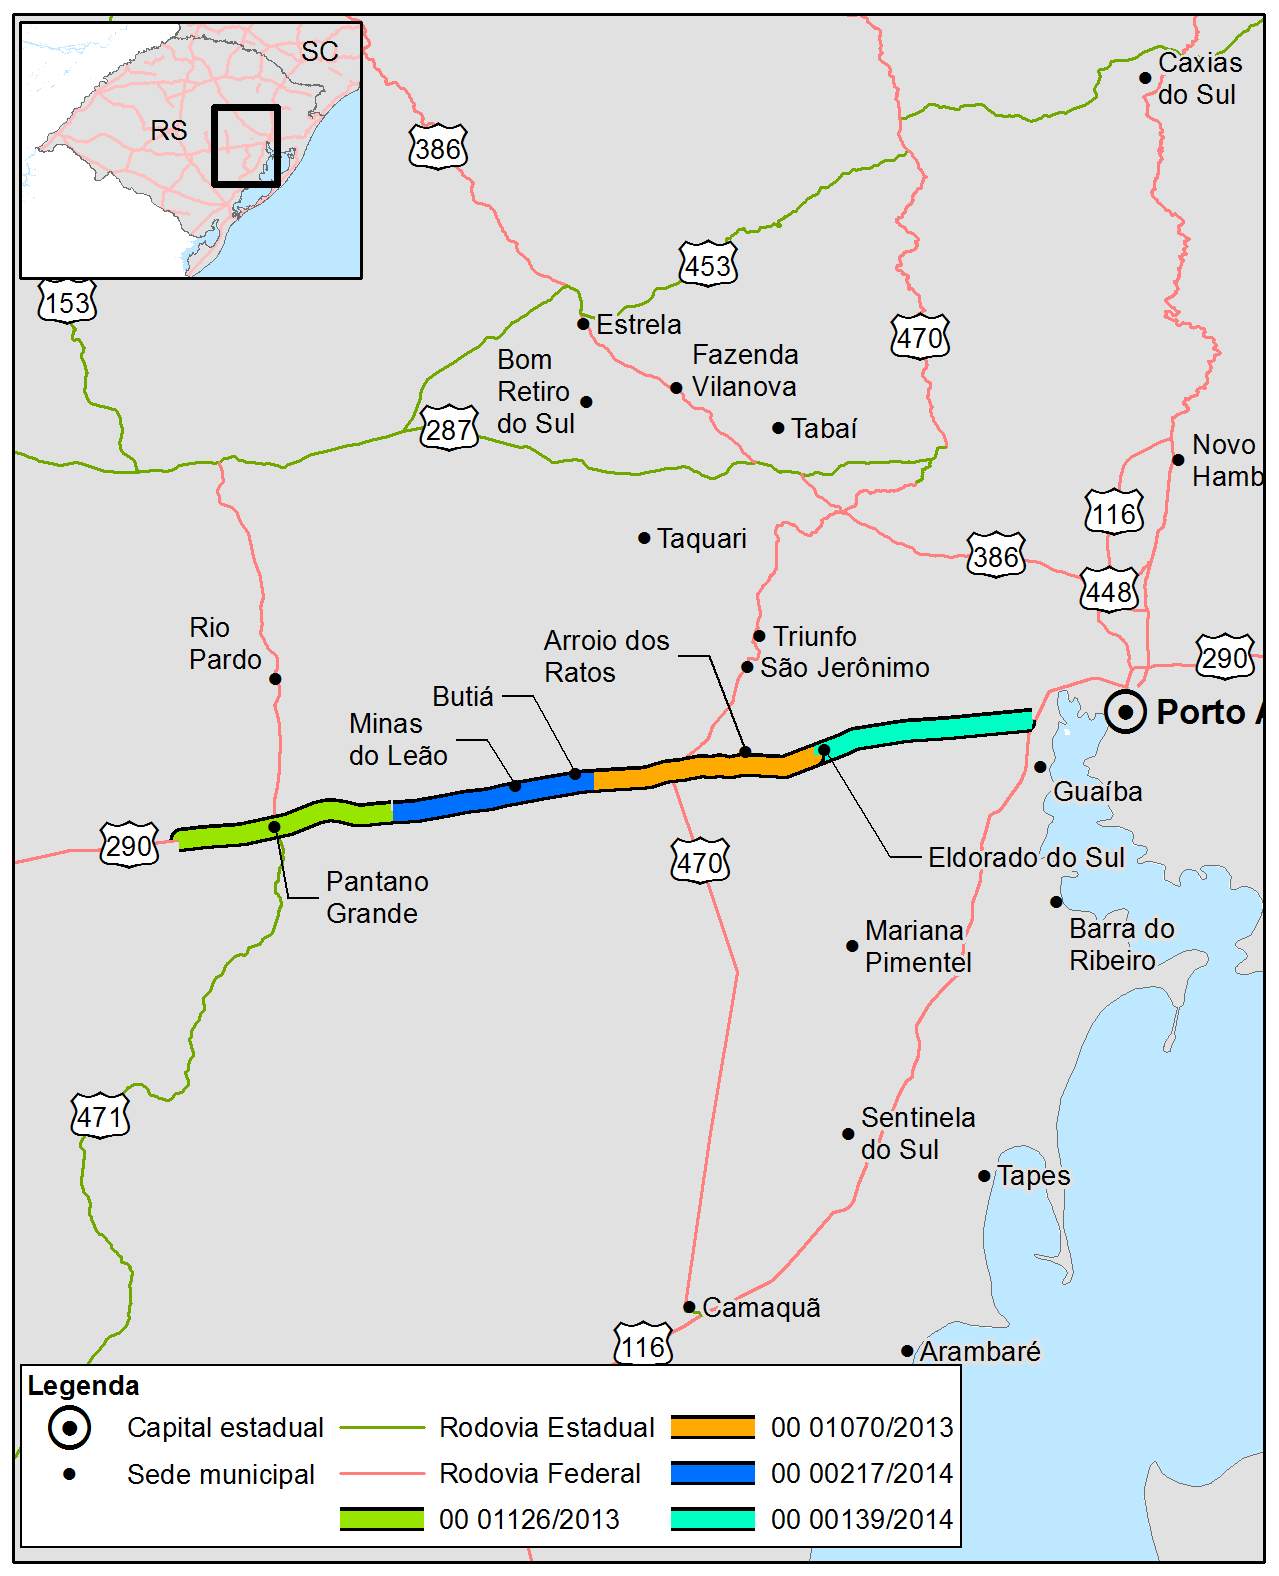 SC
RS
Caxias
do Sul
386
453
153
470
Estrela
Bom
Retiro
do Sul
Fazenda
Vilanova
287
Tabaí
Novo
Hamb
116
Taquari
386
448
Rio
Pardo
Arroio dos
Ratos
Triunfo
São Jerônimo
290
Butiá
Minas
do Leão
Porto A
Guaíba
290
470
Eldorado do Sul
Pantano
Grande
Mariana
Pimentel
Barra do
Ribeiro
471
Sentinela
do Sul
Tapes
Camaquã
116
Arambaré
Legenda
Capital estadual
Rodovia Estadual
00 01070/2013
Sede municipal
Rodovia Federal
00 00217/2014
00 01126/2013
00 00139/2014